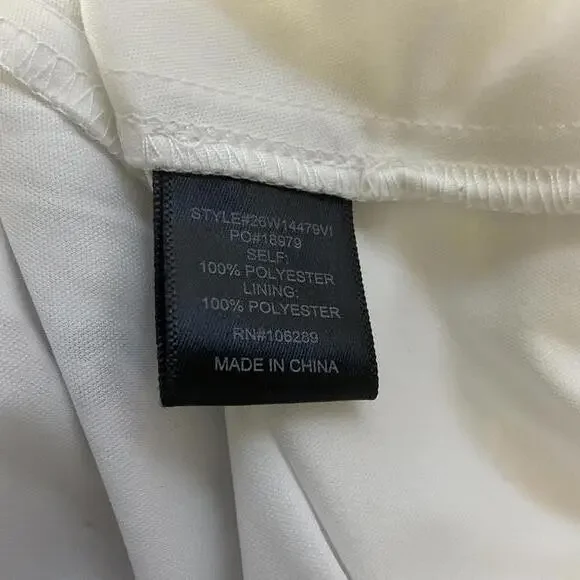 STYLE#26W14479VI
PO#18979
SELF:
100% POLYESTER
LINING:
100% POLYESTER
RN#106289
MADE IN CHINA